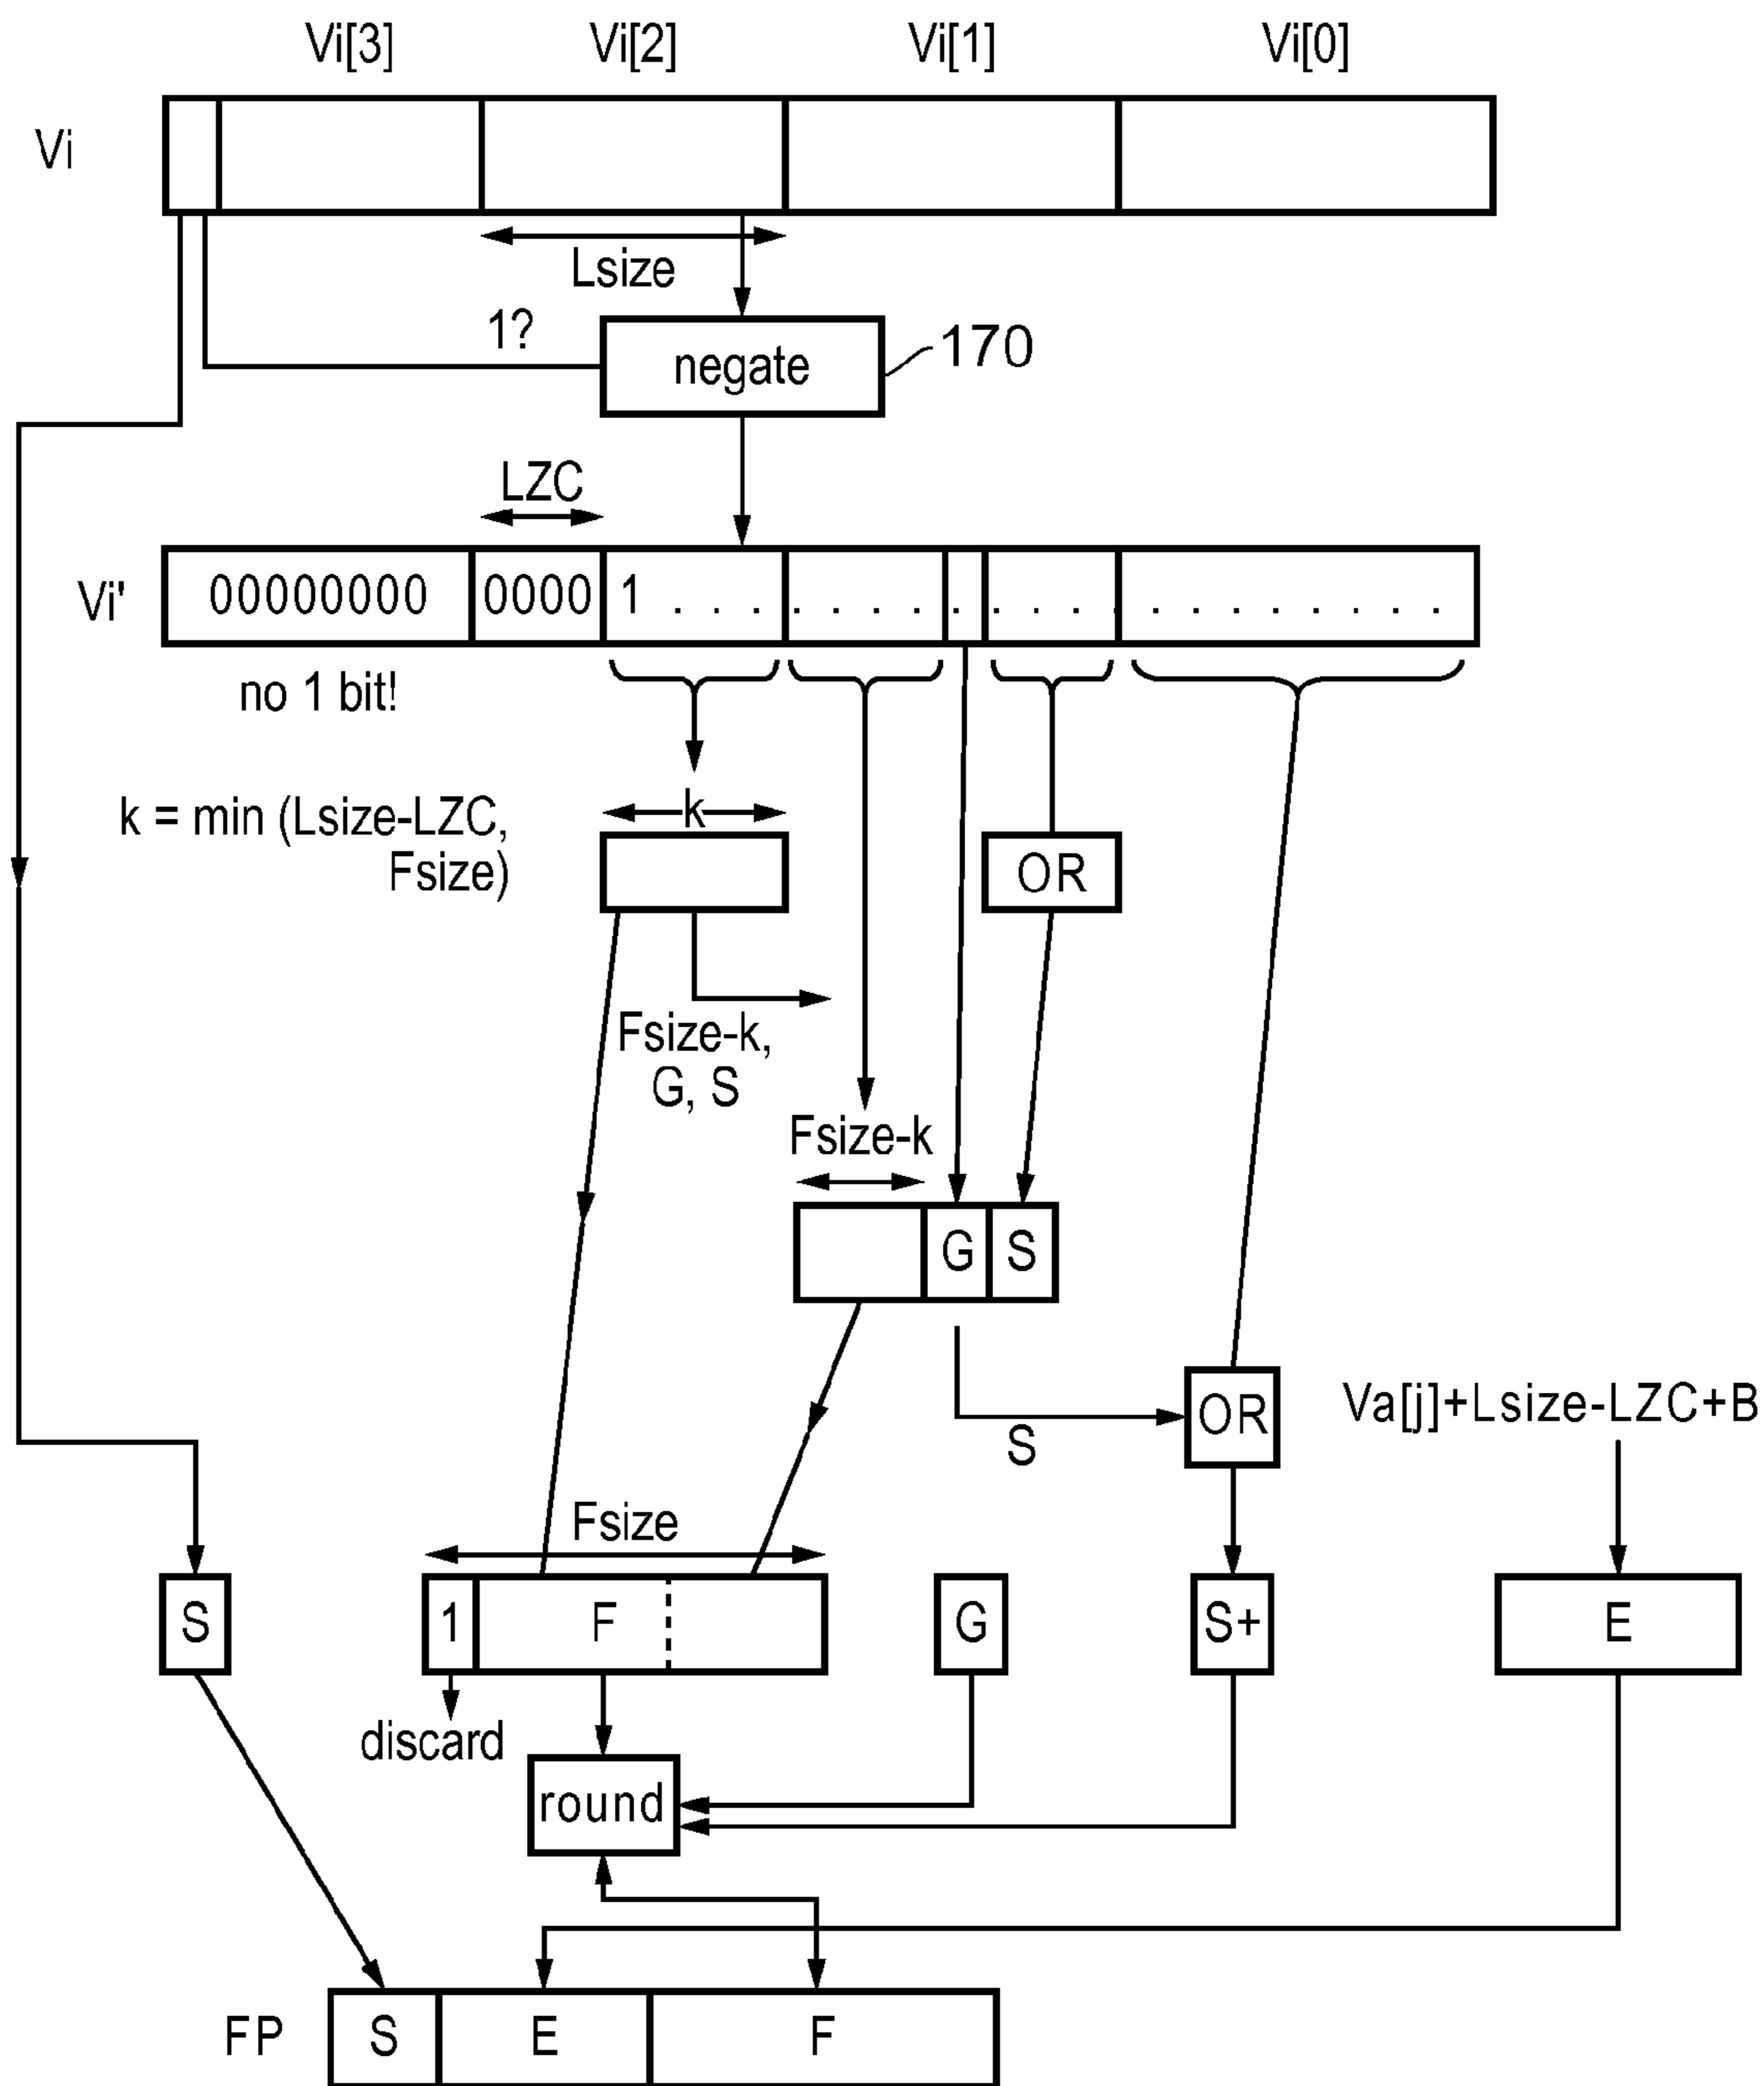 Vi[3] Vi[2] Vi[1] Vi[0]
Vi
Lsize
1?
negate
170
LZC
Vi' 00000000 0000 1 . . . . . . . . . . . . . . . . . . . .
no 1 bit!
k = min (Lsize-LZC,
Fsize)
k
OR
Fsize-k,
G, S
Fsize-k
G S
S
OR
Va[j]+Lsize-LZC+B
Fsize
S 1 F G S+ E
discard
round
FP S E F